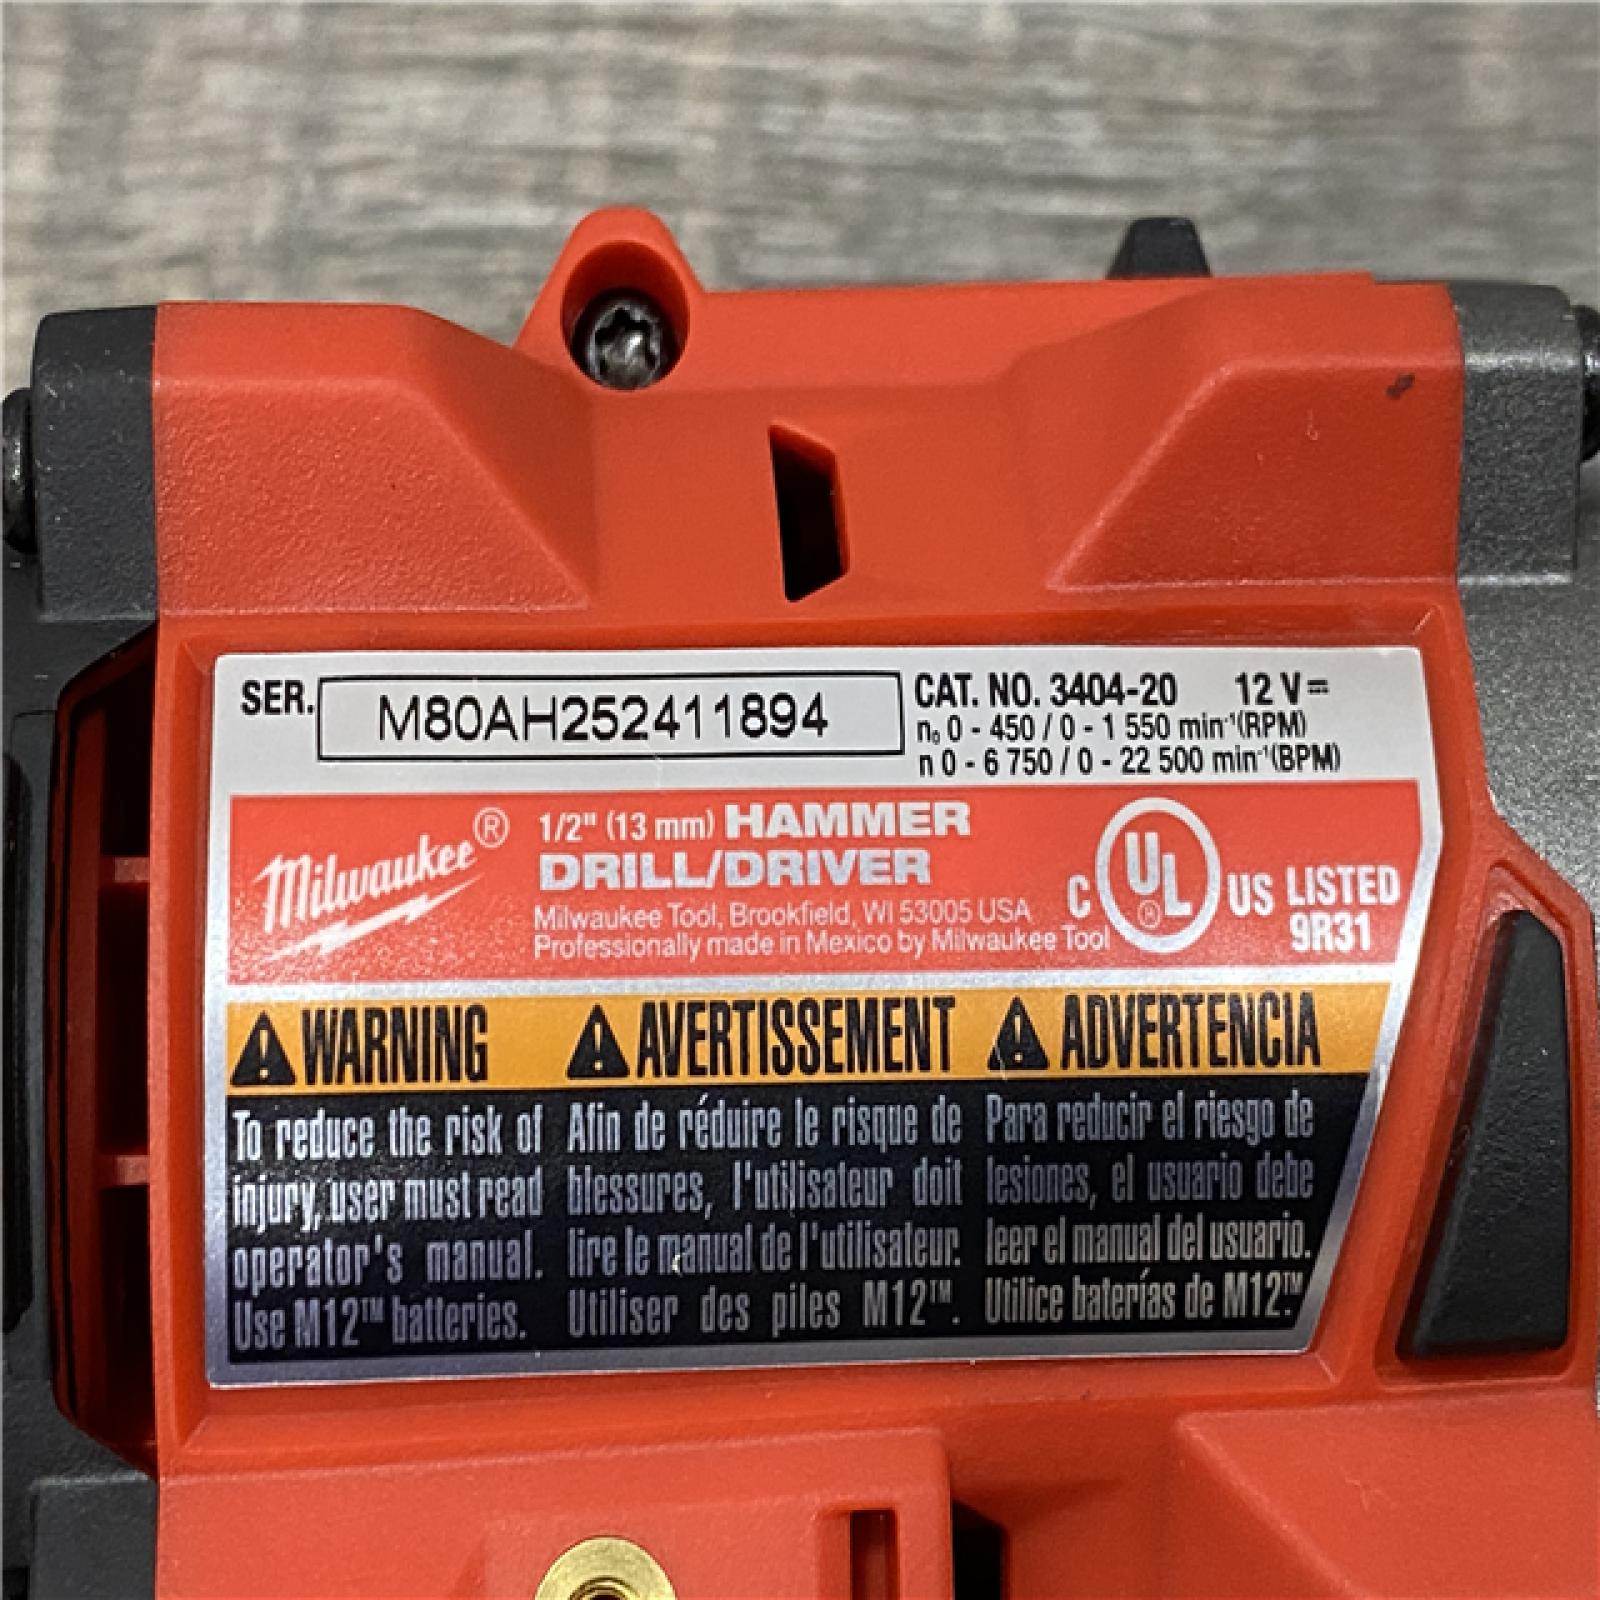 SER. M80AH252411894
CAT. NO. 3404-20 12 V⎓
n₀ 0 - 450 / 0 - 1 550 min⁻¹(RPM)
n 0 - 6 750 / 0 - 22 500 min⁻¹(BPM)
Milwaukee®
1/2" (13 mm) HAMMER
DRILL/DRIVER
Milwaukee Tool, Brookfield, WI 53005 USA
Professionally made in Mexico by Milwaukee Tool
C UL® US LISTED
9R31
WARNING
To reduce the risk of
injury, user must read
operator's manual.
Use M12™ batteries.
AVERTISSEMENT
Afin de réduire le risque de
blessures, l'utilisateur doit
lire le manual de l'utilisateur.
Utiliser des piles M12™.
ADVERTENCIA
Para reducir el riesgo de
lesiones, el usuario debe
leer el manual del usuario.
Utilice baterías de M12™.